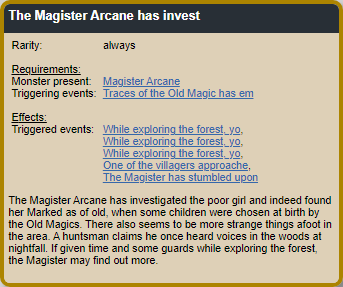 The Magister Arcane has invest
Rarity: always
Requirements:
Monster present: Magister Arcane
Triggering events: Traces of the Old Magic has em
Effects:
Triggered events: While exploring the forest, yo,
While exploring the forest, yo,
While exploring the forest, yo,
One of the villagers approache,
The Magister has stumbled upon
The Magister Arcane has investigated the poor girl and indeed found
her Marked as of old, when some children were chosen at birth by
the Old Magics. There also seems to be more strange things afoot in
the area. A huntsman claims he once heard voices in the woods at
nightfall. If given time and some guards while exploring the forest,
the Magister may find out more.